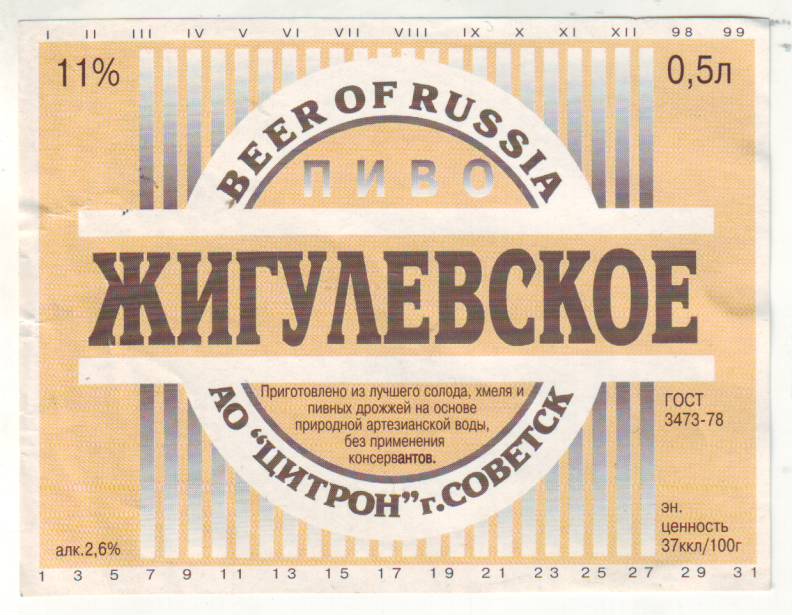 I II III IV V VI VII VIII IX X XI XII 98 99
11%
0,5л
BEER OF RUSSIA
ПИВО
ЖИГУЛЕВСКОЕ
Приготовлено из лучшего солода, хмеля и
пивных дрожжей на основе
природной артезианской воды,
без применения
консервантов.
АО "ЦИТРОН" г.СОВЕТСК
ГОСТ
3473-78
алк.2,6%
эн.
ценность
37ккл/100г
1 3 5 7 9 11 13 15 17 19 21 23 25 27 29 31